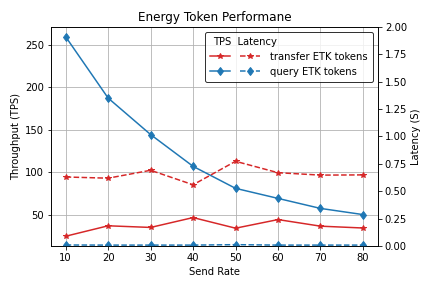 Energy Token Performane
TPS Latency
transfer ETK tokens
query ETK tokens
Throughput (TPS)
250
200
150
100
50
2.00
1.75
1.50
1.25
1.00
0.75
0.50
0.25
0.00
Latency (S)
10 20 30 40 50 60 70 80
Send Rate